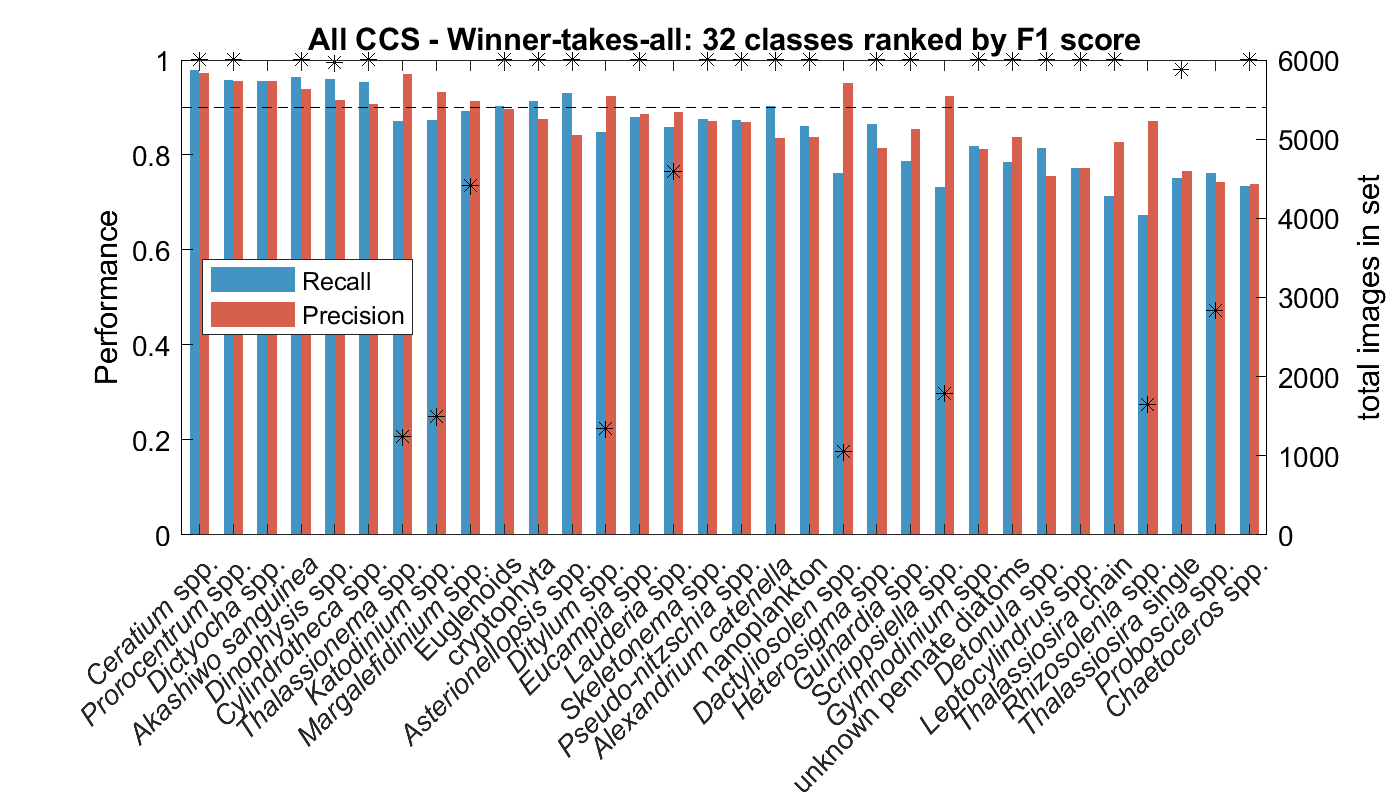 All CCS - Winner-takes-all: 32 classes ranked by F1 score
1
0.8
0.6
0.4
0.2
0
Performance
Recall
Precision
6000
5000
4000
3000
2000
1000
0
total images in set
Ceratium spp.
Prorocentrum spp.
Dictyocha spp.
Akashiwo sanguinea
Dinophysis spp.
Cylindrotheca spp.
Thalassionema spp.
Katodinium spp.
Margalefidinium spp.
Euglenoids
cryptophyta
Asterionellopsis spp.
Ditylum spp.
Eucampia spp.
Lauderia spp.
Skeletonema spp.
Pseudo-nitzschia spp.
Alexandrium catenella
nanoplankton
Dactyliosolen spp.
Heterosigma spp.
Guinardia spp.
Scrippsiella spp.
Gymnodinium spp.
unknown pennate diatoms
Detonula spp.
Leptocylindrus spp.
Thalassiosira chain
Rhizosolenia spp.
Thalassiosira single
Proboscia spp.
Chaetoceros spp.